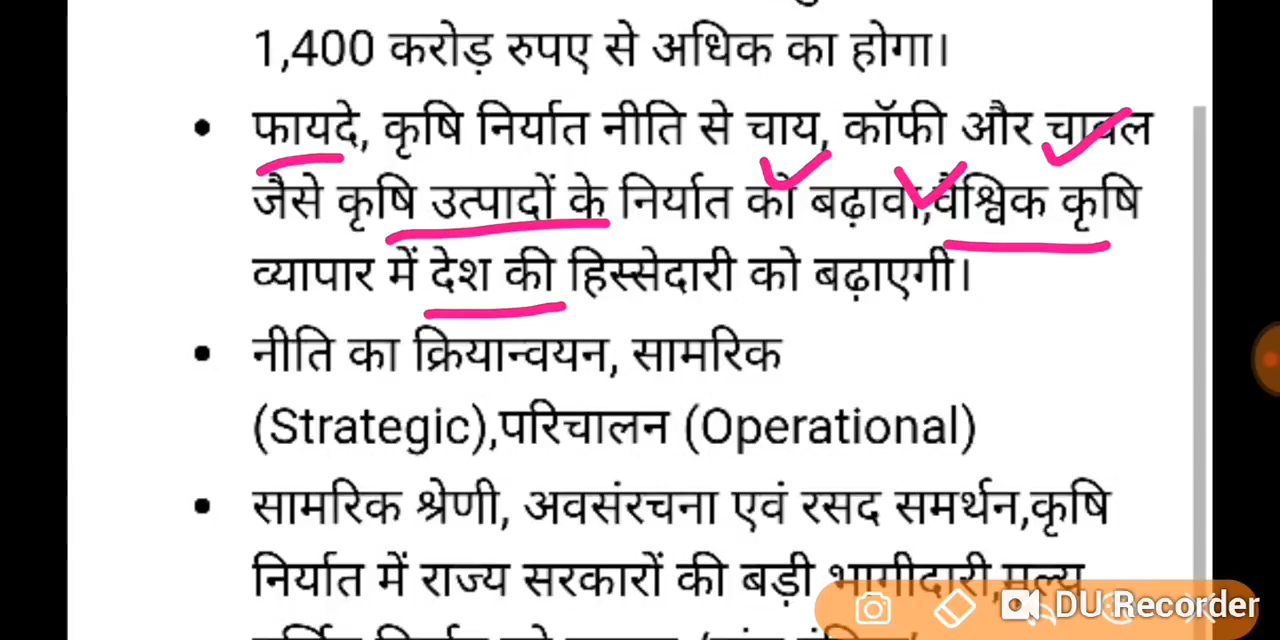 1,400 करोड़ रुपए से अधिक का होगा।
• फायदे, कृषि निर्यात नीति से चाय, कॉफी और चावल
जैसे कृषि उत्पादों के निर्यात को बढ़ावा,वैश्विक कृषि
व्यापार में देश की हिस्सेदारी को बढ़ाएगी।
• नीति का क्रियान्वयन, सामरिक
(Strategic),परिचालन (Operational)
• सामरिक श्रेणी, अवसंरचना एवं रसद समर्थन,कृषि
निर्यात में राज्य सरकारों की बड़ी भागीदारी,मूल्य
DU Recorder